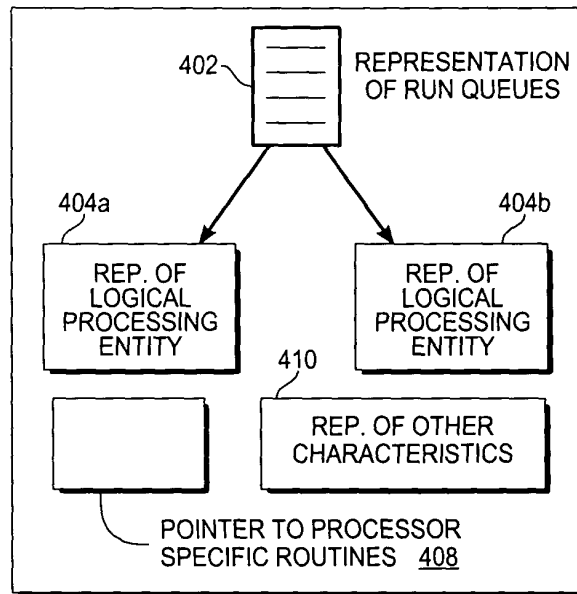 402
REPRESENTATION
OF RUN QUEUES
404a
404b
REP. OF
LOGICAL
PROCESSING
ENTITY
REP. OF
LOGICAL
PROCESSING
ENTITY
410
REP. OF OTHER
CHARACTERISTICS
POINTER TO PROCESSOR
SPECIFIC ROUTINES 408